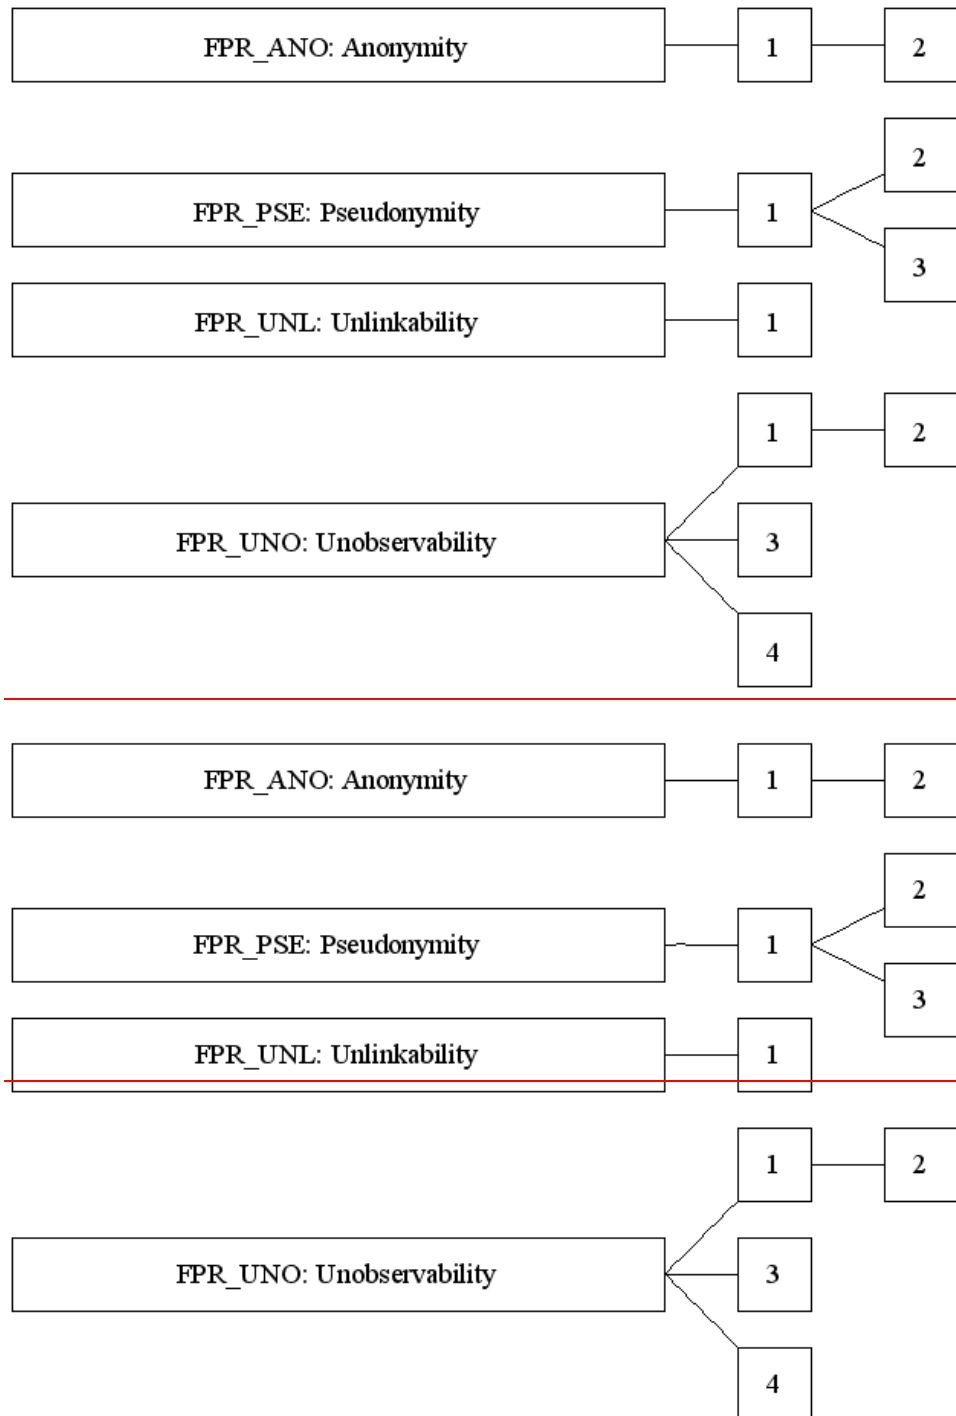 FPR_ANO: Anonymity 1 2
2
FPR_PSE: Pseudonymity 1
3
FPR_UNL: Unlinkability 1
1 2
FPR_UNO: Unobservability 3
4
FPR_ANO: Anonymity 1 2
2
FPR_PSE: Pseudonymity 1
3
FPR_UNL: Unlinkability 1
1 2
FPR_UNO: Unobservability 3
4